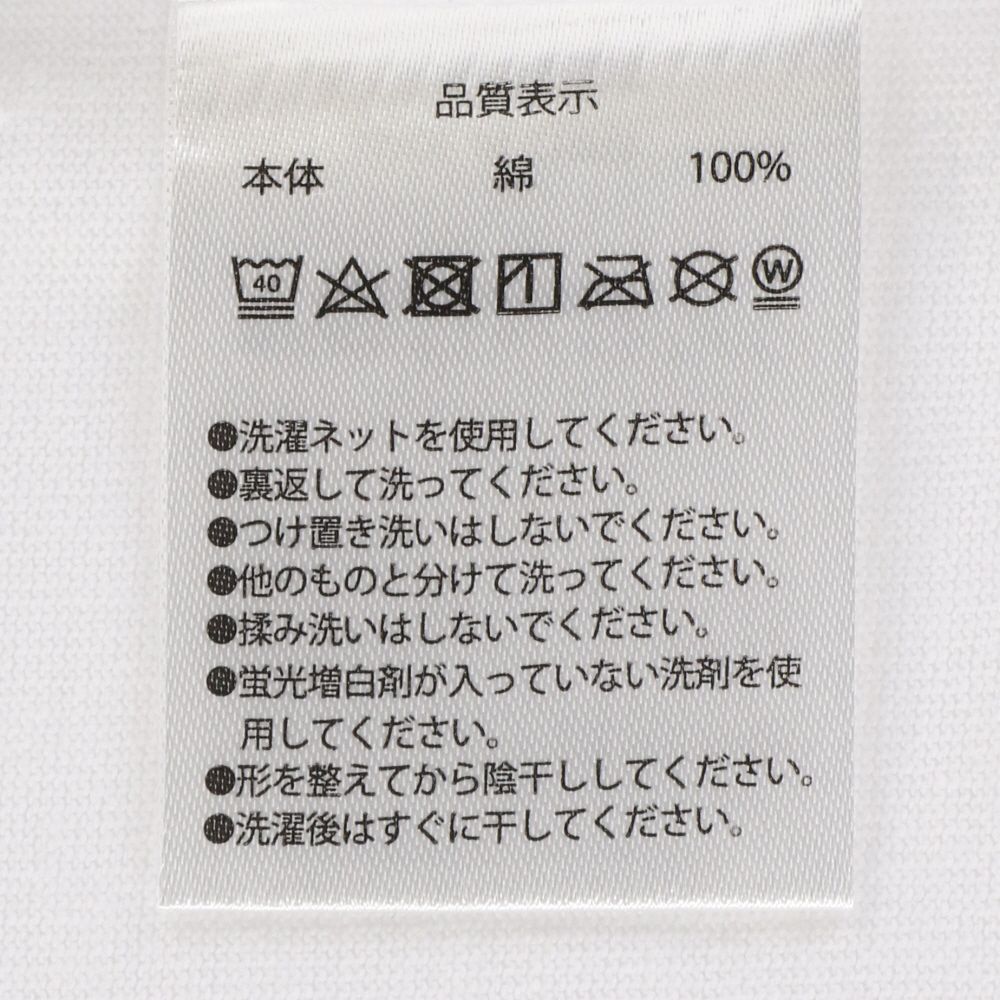 品質表示
本体 綿 100%
40 W
●洗濯ネットを使用してください。
●裏返して洗ってください。
●つけ置き洗いはしないでください。
●他のものと分けて洗ってください。
●揉み洗いはしないでください。
●蛍光増白剤が入っていない洗剤を使
用してください。
●形を整えてから陰干ししてください。
●洗濯後はすぐに干してください。